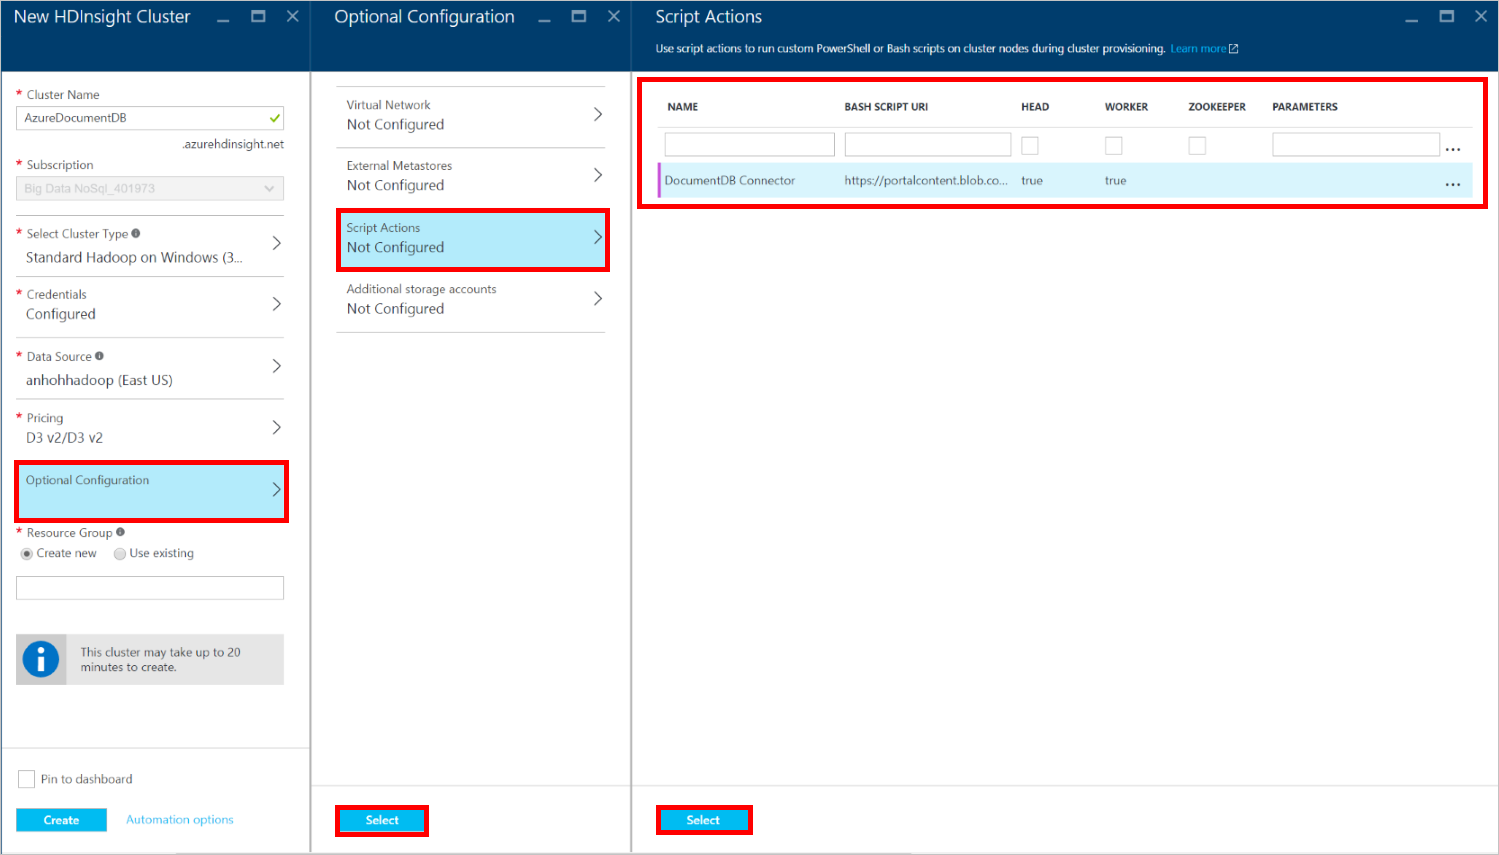 New HDInsight Cluster
* Cluster Name
AzureDocumentDB
.azurehdinsight.net
* Subscription
Big Data NoSql_401973
* Select Cluster Type
Standard Hadoop on Windows (3...
* Credentials
Configured
* Data Source
anhohhadoop (East US)
* Pricing
D3 v2/D3 v2
Optional Configuration
* Resource Group
Create new Use existing
This cluster may take up to 20
minutes to create.
Pin to dashboard
Create Automation options
Optional Configuration
Virtual Network
Not Configured
External Metastores
Not Configured
Script Actions
Not Configured
Additional storage accounts
Not Configured
Select
Script Actions
Use script actions to run custom PowerShell or Bash scripts on cluster nodes during cluster provisioning. Learn more
NAME BASH SCRIPT URI HEAD WORKER ZOOKEEPER PARAMETERS
...
DocumentDB Connector https://portalcontent.blob.co... true true ...
Select